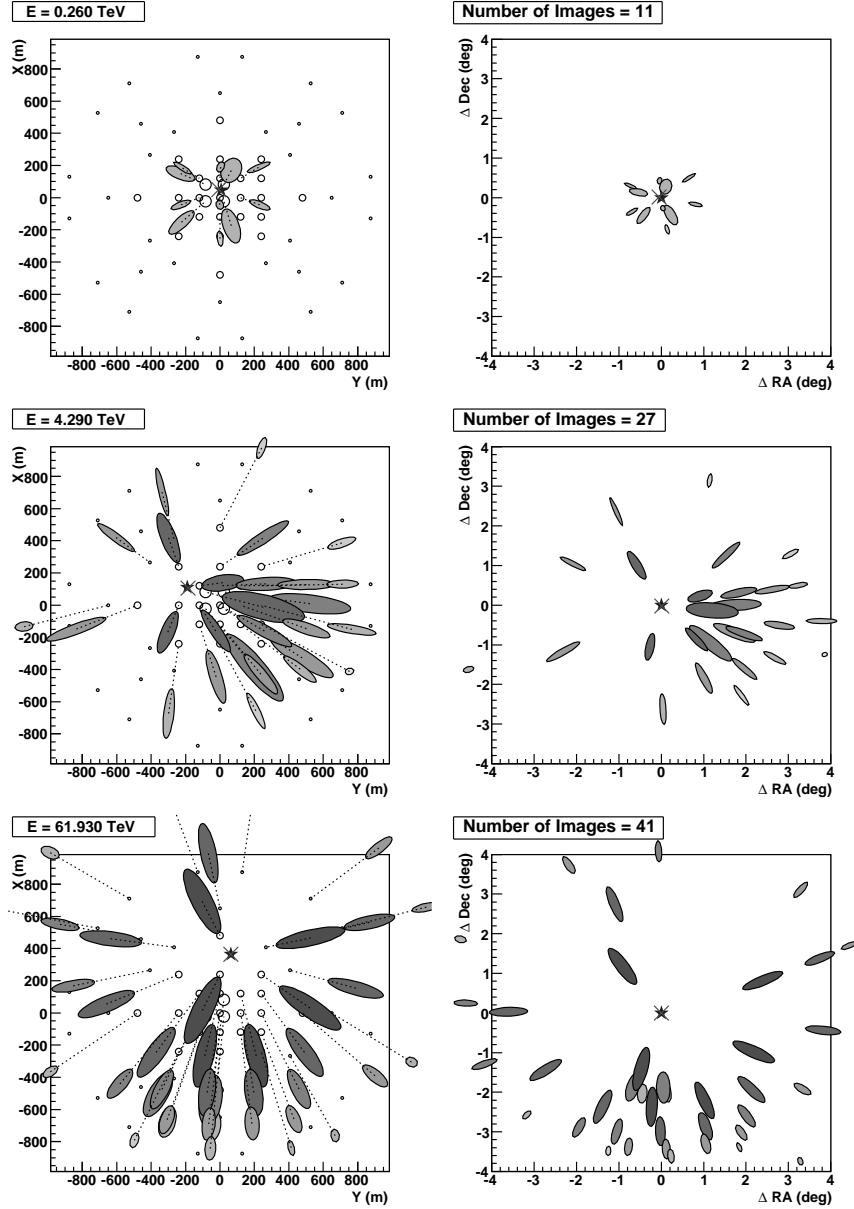 E = 0.260 TeV
Number of Images = 11
X (m)
800
600
400
200
0
-200
-400
-600
-800
-800 -600 -400 -200 0 200 400 600 800
Y (m)
Δ Dec (deg)
4
3
2
1
0
-1
-2
-3
-4
-4 -3 -2 -1 0 1 2 3 4
Δ RA (deg)
E = 4.290 TeV
Number of Images = 27
X (m)
800
600
400
200
0
-200
-400
-600
-800
-800 -600 -400 -200 0 200 400 600 800
Y (m)
Δ Dec (deg)
4
3
2
1
0
-1
-2
-3
-4
-4 -3 -2 -1 0 1 2 3 4
Δ RA (deg)
E = 61.930 TeV
Number of Images = 41
X (m)
800
600
400
200
0
-200
-400
-600
-800
-800 -600 -400 -200 0 200 400 600 800
Y (m)
Δ Dec (deg)
4
3
2
1
0
-1
-2
-3
-4
-4 -3 -2 -1 0 1 2 3 4
Δ RA (deg)